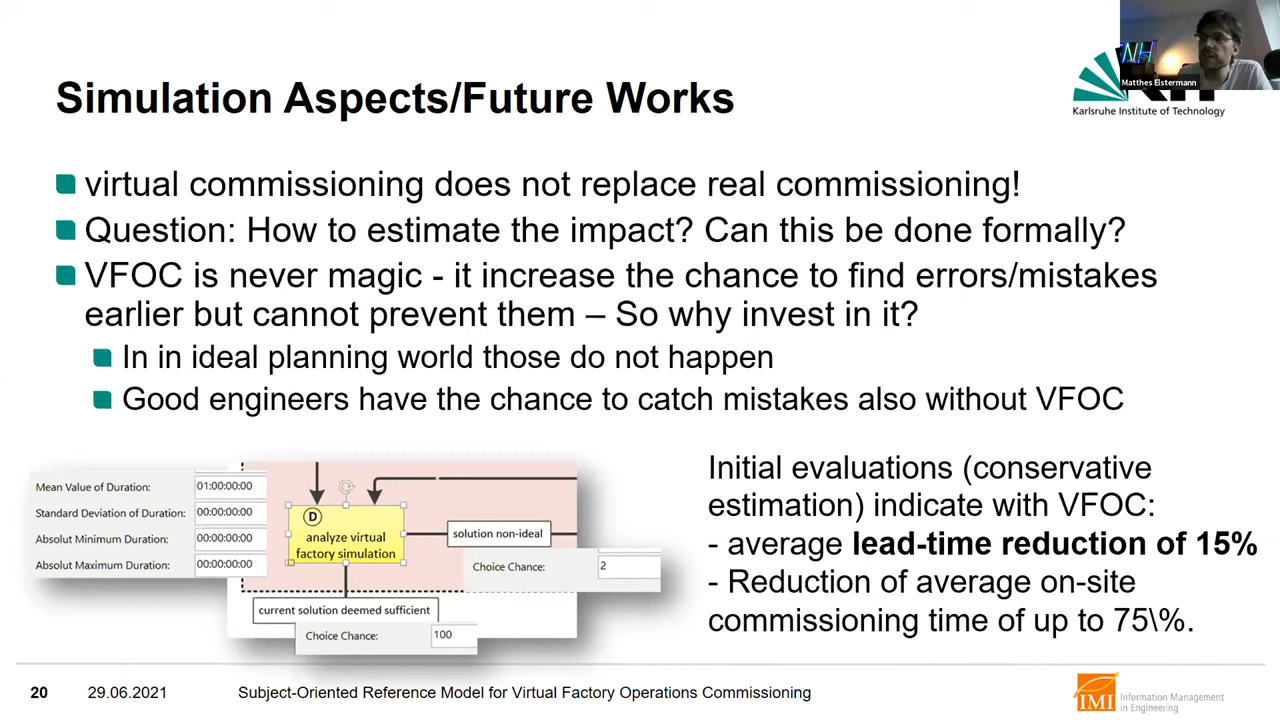 Matthes Elstermann
Karlsruhe Institute of Technology
Simulation Aspects/Future Works
virtual commissioning does not replace real commissioning!
Question: How to estimate the impact? Can this be done formally?
VFOC is never magic - it increase the chance to find errors/mistakes
earlier but cannot prevent them – So why invest in it?
In in ideal planning world those do not happen
Good engineers have the chance to catch mistakes also without VFOC
Mean Value of Duration: 01:00:00:00
Standard Deviation of Duration: 00:00:00:00
Absolut Minimum Duration: 00:00:00:00
Absolut Maximum Duration: 00:00:00:00
D
analyze virtual
factory simulation
solution non-ideal
Choice Chance: 2
current solution deemed sufficient
Choice Chance: 100
Initial evaluations (conservative
estimation) indicate with VFOC:
- average lead-time reduction of 15%
- Reduction of average on-site
commissioning time of up to 75\%.
20 29.06.2021 Subject-Oriented Reference Model for Virtual Factory Operations Commissioning
IMI Information Management
in Engineering